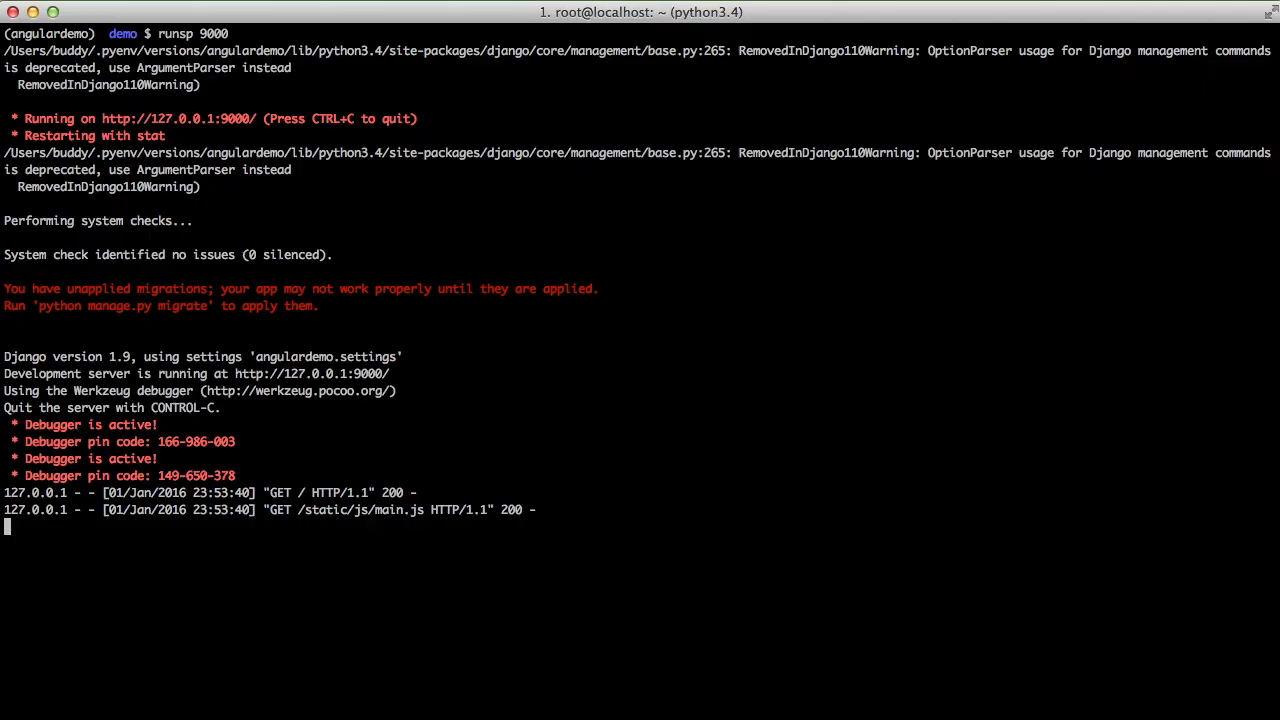 1. root@localhost: ~ (python3.4)
(angulardemo)  demo $ runsp 9000
/Users/buddy/.pyenv/versions/angulardemo/lib/python3.4/site-packages/django/core/management/base.py:265: RemovedInDjango110Warning: OptionParser usage for Django management commands
is deprecated, use ArgumentParser instead
  RemovedInDjango110Warning)
 * Running on http://127.0.0.1:9000/ (Press CTRL+C to quit)
 * Restarting with stat
/Users/buddy/.pyenv/versions/angulardemo/lib/python3.4/site-packages/django/core/management/base.py:265: RemovedInDjango110Warning: OptionParser usage for Django management commands
is deprecated, use ArgumentParser instead
  RemovedInDjango110Warning)
Performing system checks...
System check identified no issues (0 silenced).
You have unapplied migrations; your app may not work properly until they are applied.
Run 'python manage.py migrate' to apply them.
Django version 1.9, using settings 'angulardemo.settings'
Development server is running at http://127.0.0.1:9000/
Using the Werkzeug debugger (http://werkzeug.pocoo.org/)
Quit the server with CONTROL-C.
 * Debugger is active!
 * Debugger pin code: 166-986-003
 * Debugger is active!
 * Debugger pin code: 149-650-378
127.0.0.1 - - [01/Jan/2016 23:53:40] "GET / HTTP/1.1" 200 -
127.0.0.1 - - [01/Jan/2016 23:53:40] "GET /static/js/main.js HTTP/1.1" 200 -